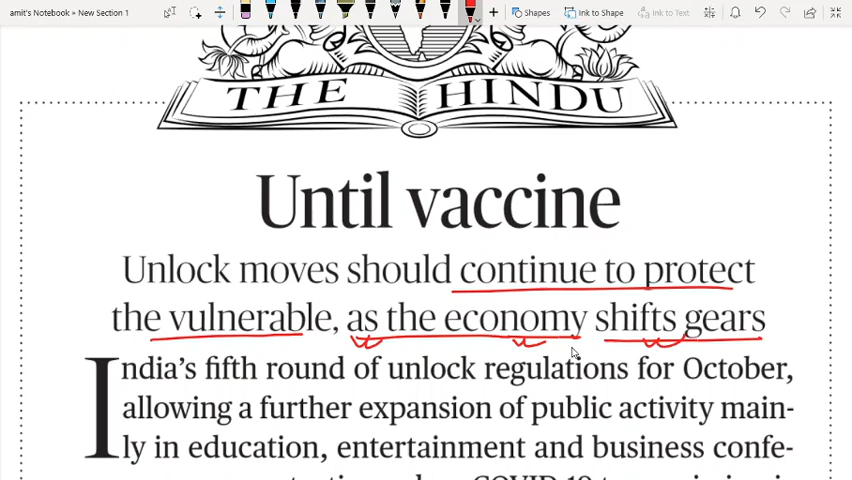 amit's Notebook » New Section 1
Shapes Ink to Shape Ink to Text
THE HINDU
Until vaccine
Unlock moves should continue to protect
the vulnerable, as the economy shifts gears
India's fifth round of unlock regulations for October,
allowing a further expansion of public activity main-
ly in education, entertainment and business confe-
COVID-19